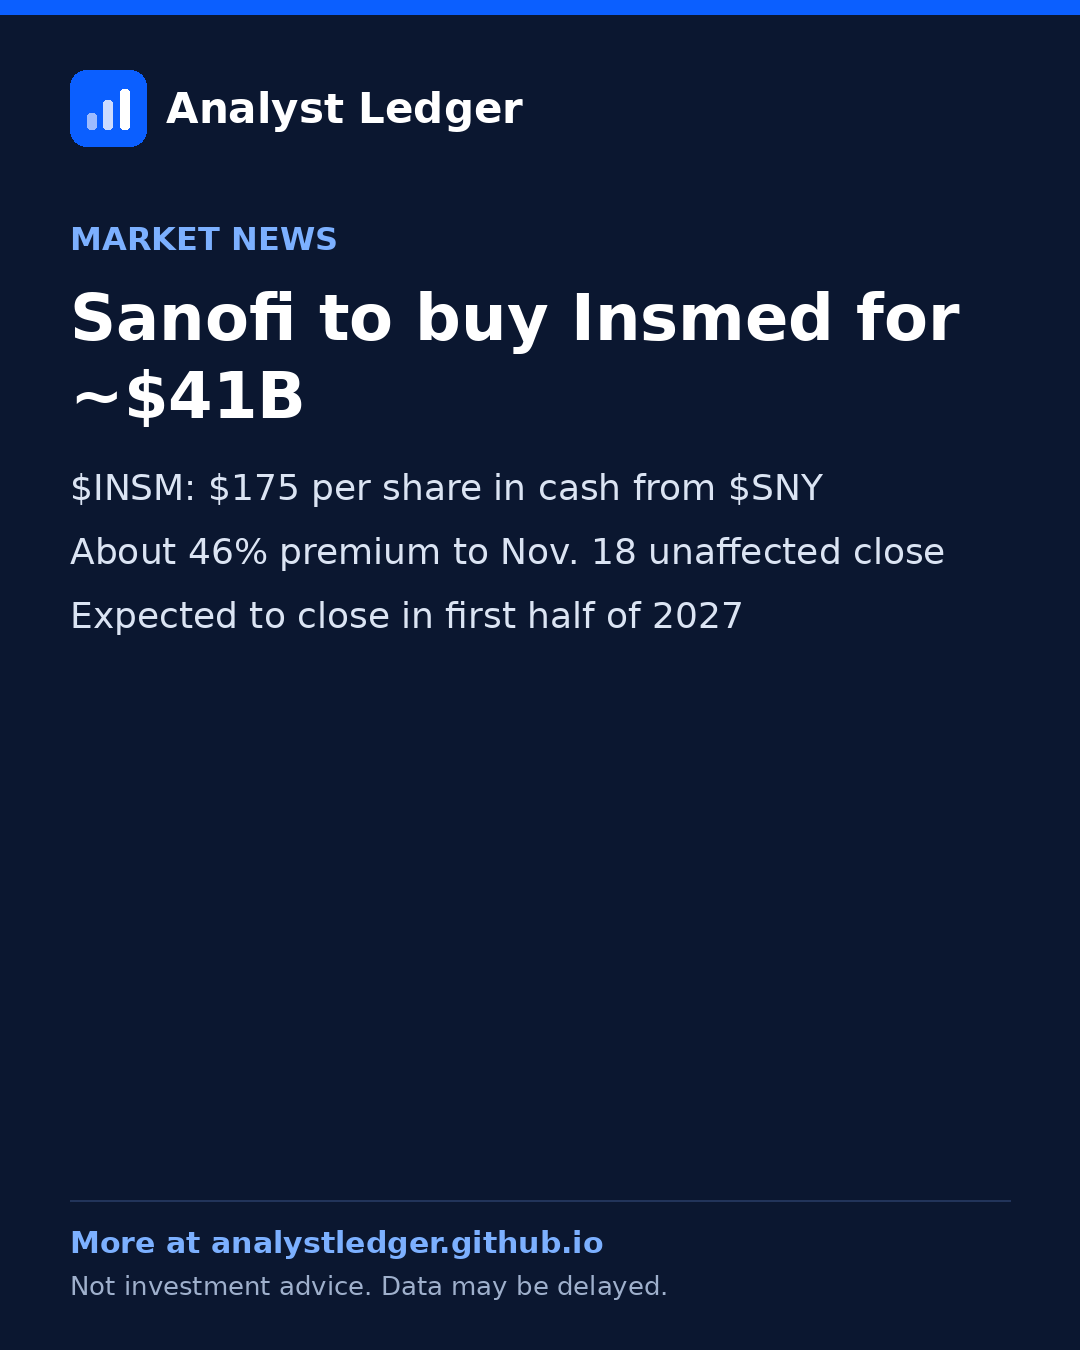 Analyst Ledger
MARKET NEWS
Sanofi to buy Insmed for
~$41B
$INSM: $175 per share in cash from $SNY
About 46% premium to Nov. 18 unaffected close
Expected to close in first half of 2027
More at analystledger.github.io
Not investment advice. Data may be delayed.